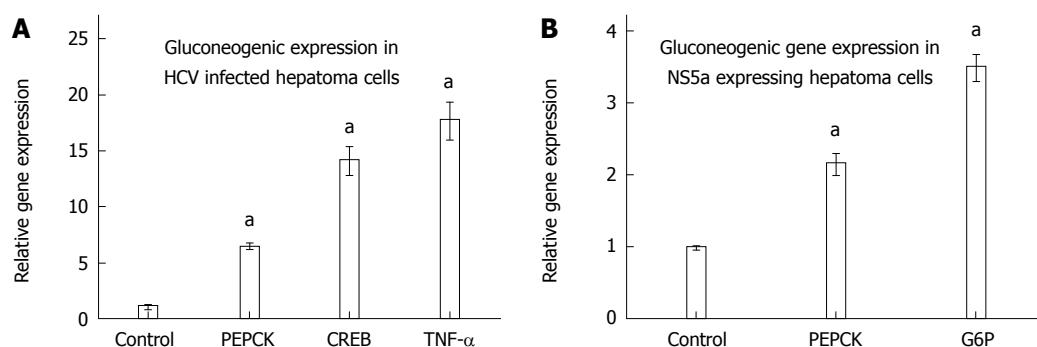 A
Gluconeogenic expression in
HCV infected hepatoma cells
Relative gene expression
25
20
15
10
5
0
a
a
a
Control
PEPCK
CREB
TNF-α
B
Gluconeogenic gene expression in
NS5a expressing hepatoma cells
Relative gene expression
4
3
2
1
0
a
a
Control
PEPCK
G6P